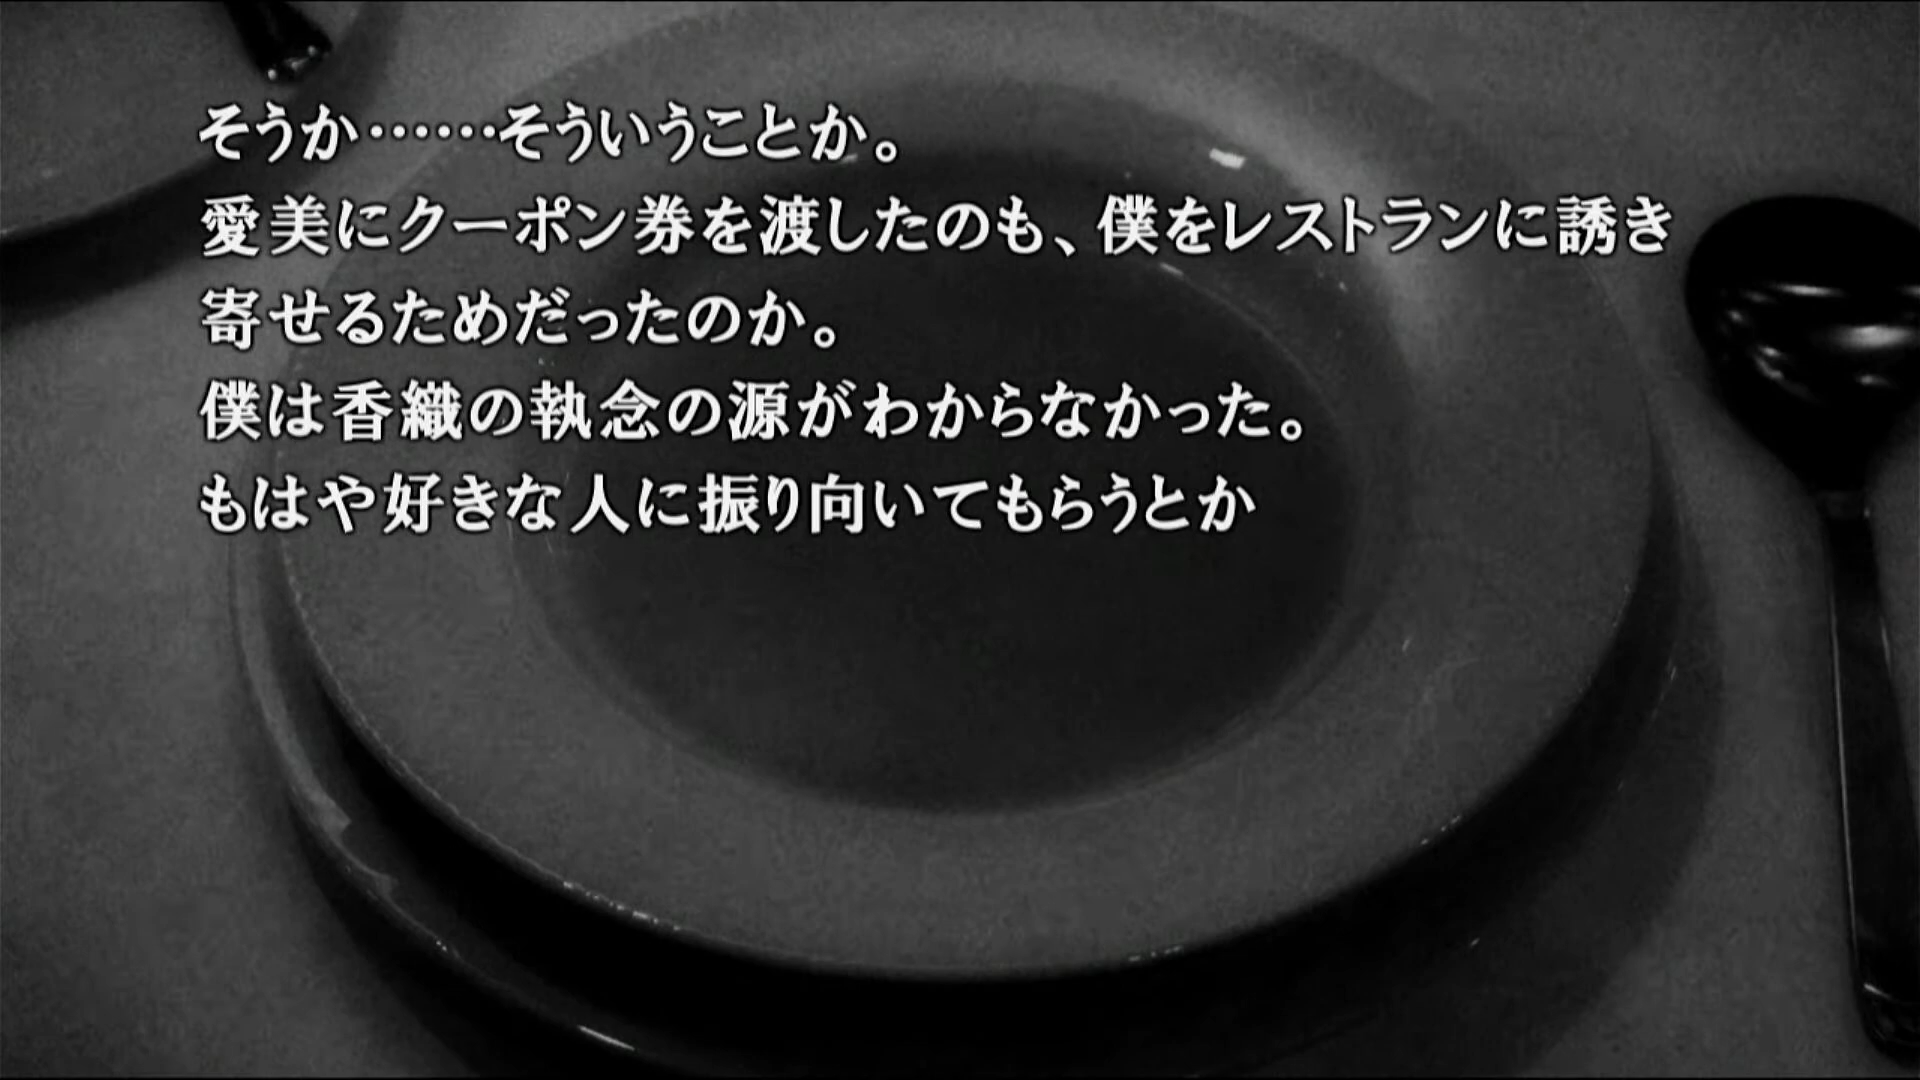 そうか……そういうことか。
愛美にクーポン券を渡したのも、僕をレストランに誘き
寄せるためだったのか。
僕は香織の執念の源がわからなかった。
もはや好きな人に振り向いてもらうとか